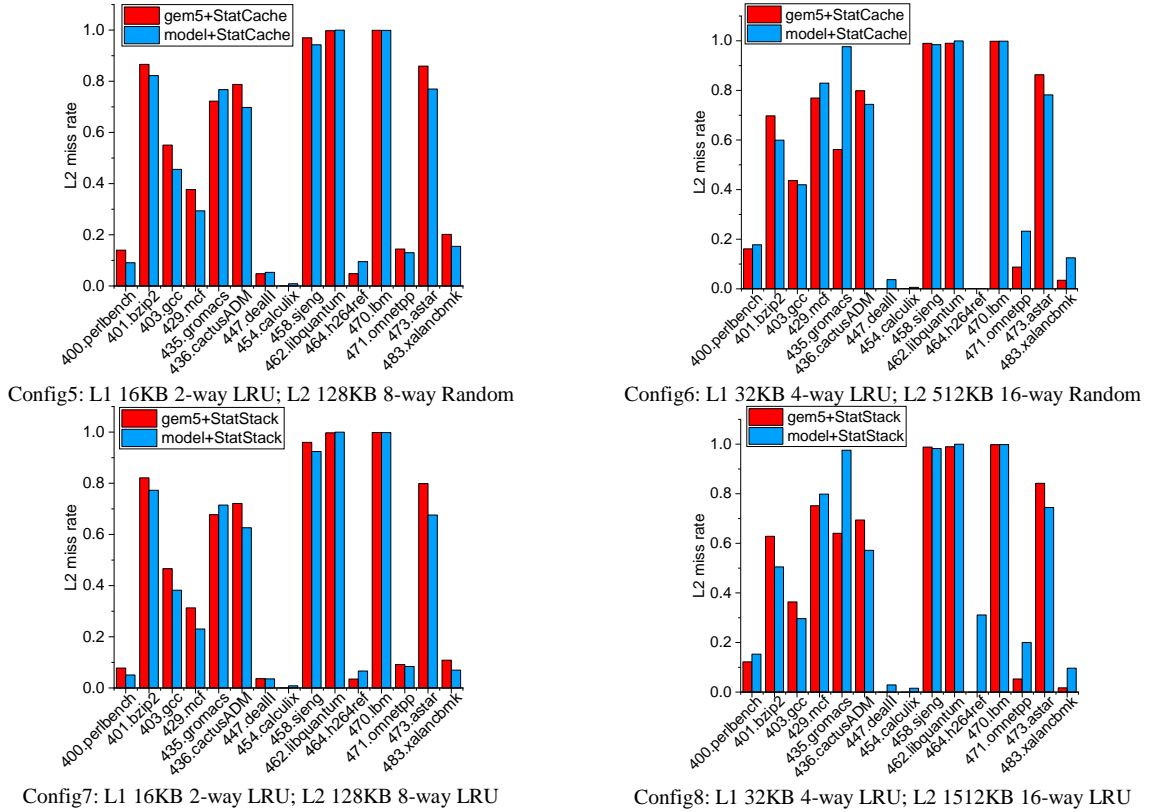 gem5+StatCache
model+StatCache
L2 miss rate
1.0
0.8
0.6
0.4
0.2
0.0
400.perlbench
401.bzip2
403.gcc
429.mcf
435.gromacs
436.cactusADM
447.dealII
454.calculix
458.sjeng
462.libquantum
464.h264ref
470.lbm
471.omnetpp
473.astar
483.xalancbmk
Config5: L1 16KB 2-way LRU; L2 128KB 8-way Random
gem5+StatCache
model+StatCache
L2 miss rate
1.0
0.8
0.6
0.4
0.2
0.0
400.perlbench
401.bzip2
403.gcc
429.mcf
435.gromacs
436.cactusADM
447.dealII
454.calculix
458.sjeng
462.libquantum
464.h264ref
470.lbm
471.omnetpp
473.astar
483.xalancbmk
Config6: L1 32KB 4-way LRU; L2 512KB 16-way Random
gem5+StatStack
model+StatStack
L2 miss rate
1.0
0.8
0.6
0.4
0.2
0.0
400.perlbench
401.bzip2
403.gcc
429.mcf
435.gromacs
436.cactusADM
447.dealII
454.calculix
458.sjeng
462.libquantum
464.h264ref
470.lbm
471.omnetpp
473.astar
483.xalancbmk
Config7: L1 16KB 2-way LRU; L2 128KB 8-way LRU
gem5+StatStack
model+StatStack
L2 miss rate
1.0
0.8
0.6
0.4
0.2
0.0
400.perlbench
401.bzip2
403.gcc
429.mcf
435.gromacs
436.cactusADM
447.dealII
454.calculix
458.sjeng
462.libquantum
464.h264ref
470.lbm
471.omnetpp
473.astar
483.xalancbmk
Config8: L1 32KB 4-way LRU; L2 1512KB 16-way LRU